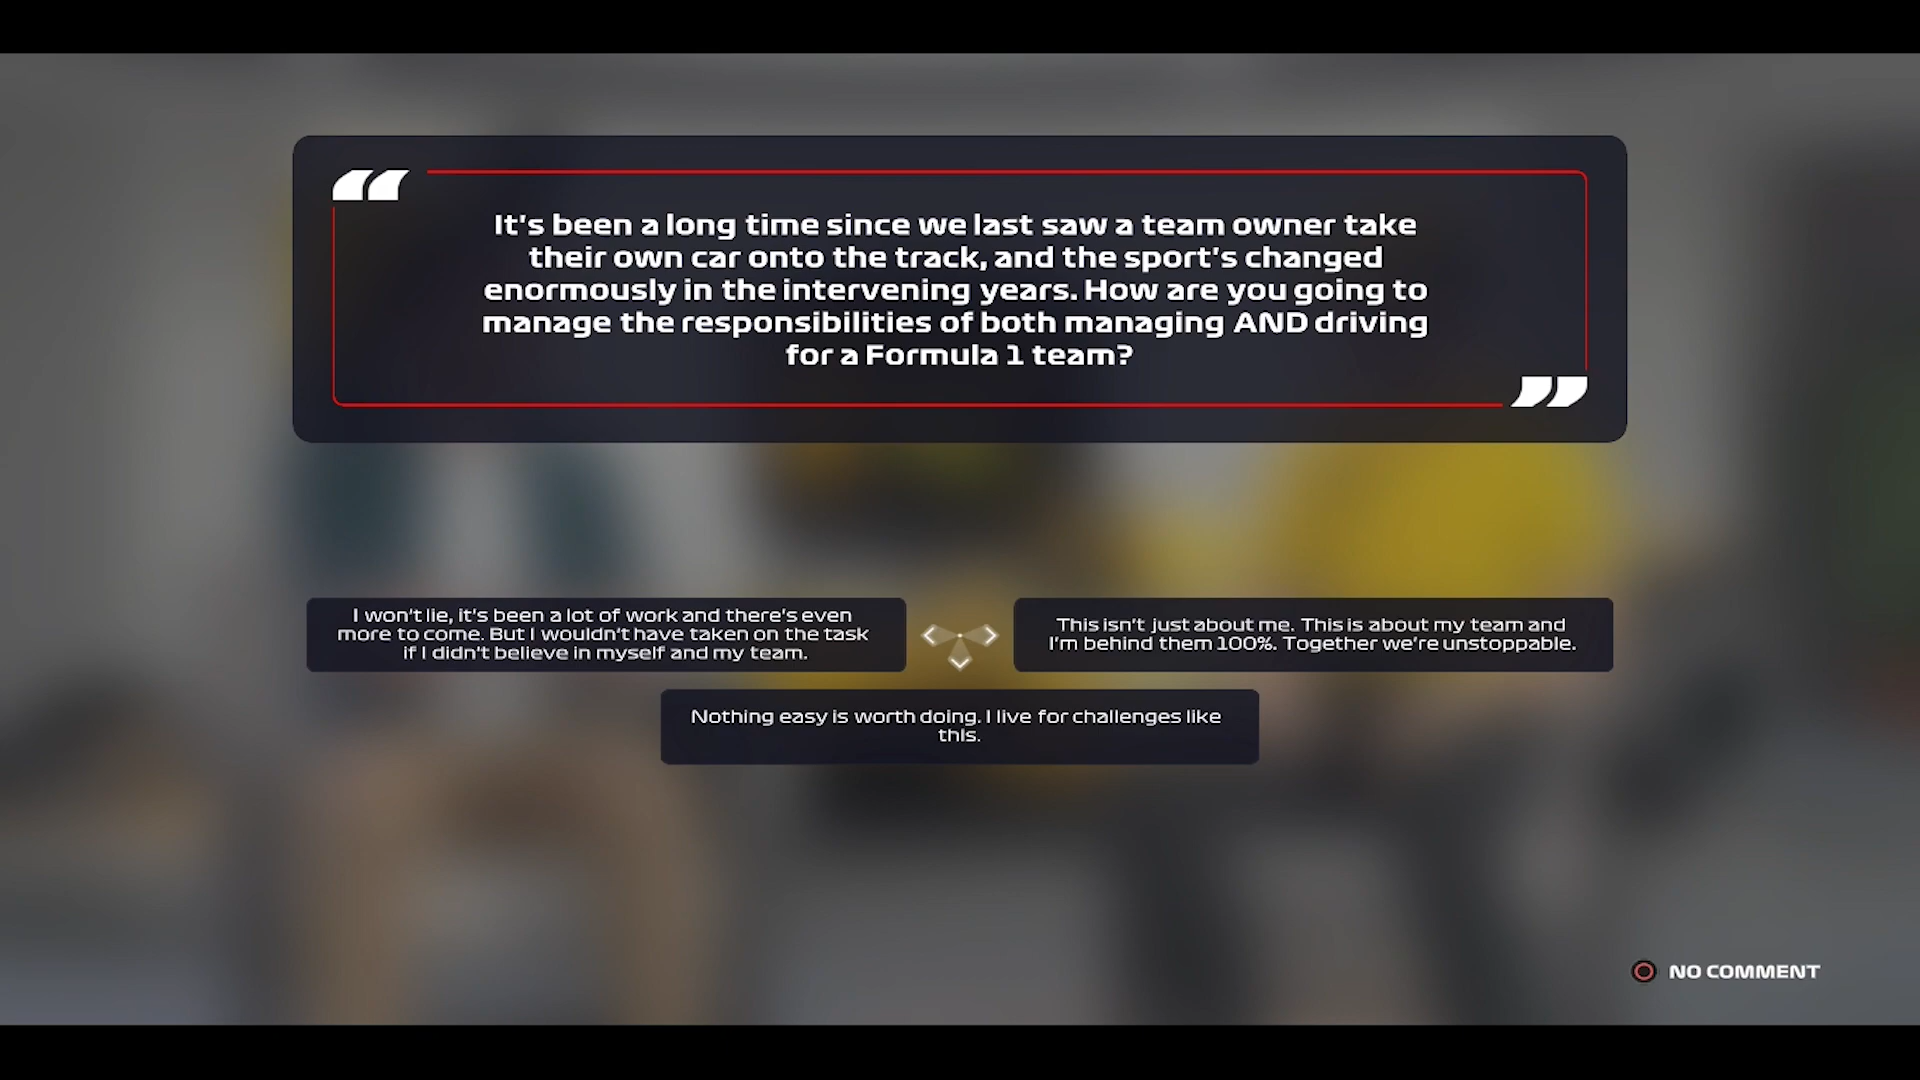 It's been a long time since we last saw a team owner take
their own car onto the track, and the sport's changed
enormously in the intervening years. How are you going to
manage the responsibilities of both managing AND driving
for a Formula 1 team?
I won't lie, it's been a lot of work and there's even
more to come. But I wouldn't have taken on the task
if I didn't believe in myself and my team.
This isn't just about me. This is about my team and
I'm behind them 100%. Together we're unstoppable.
Nothing easy is worth doing. I live for challenges like
this.
NO COMMENT